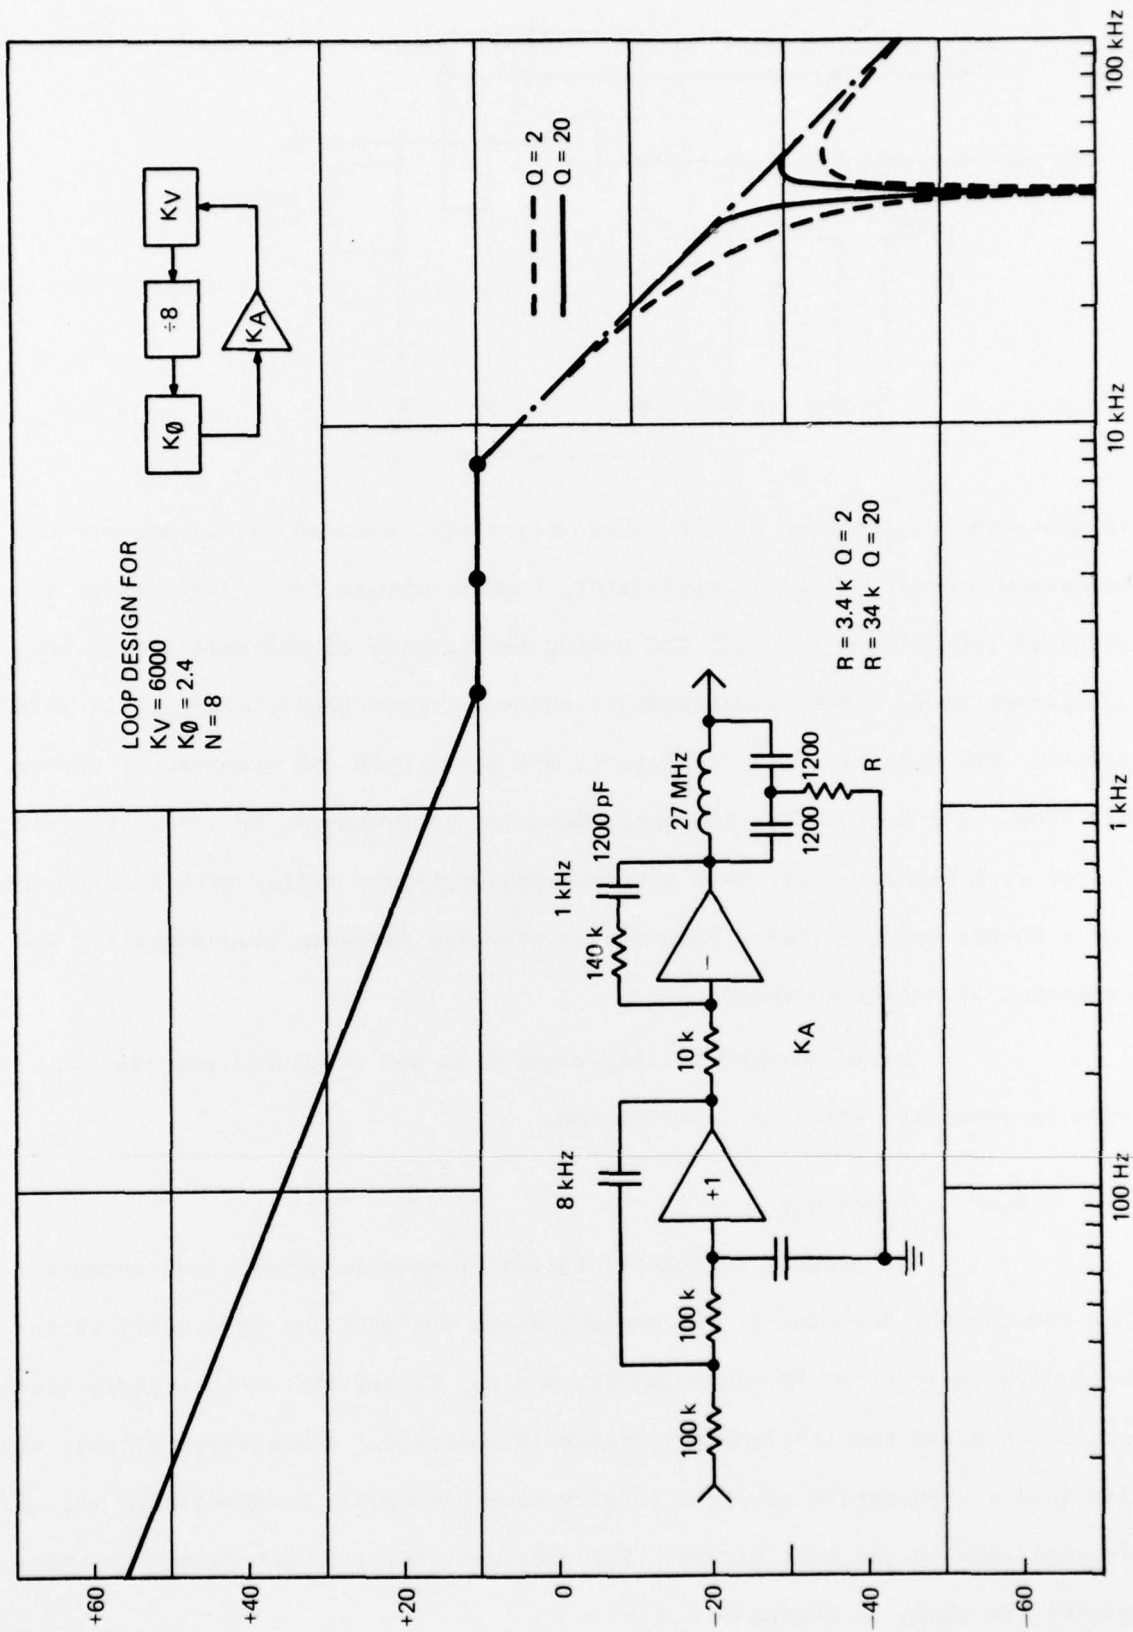 LOOP DESIGN FOR
KV = 6000
KØ = 2.4
N = 8
KØ
÷8
KV
KA
Q = 2
Q = 20
+60
+40
+20
0
−20
−40
−60
100 Hz
1 kHz
10 kHz
100 kHz
100 k
100 k
8 kHz
+1
10 k
140 k
1 kHz
1200 pF
−
27 MHz
1200
1200
R
KA
R = 3.4 k Q = 2
R = 34 k Q = 20